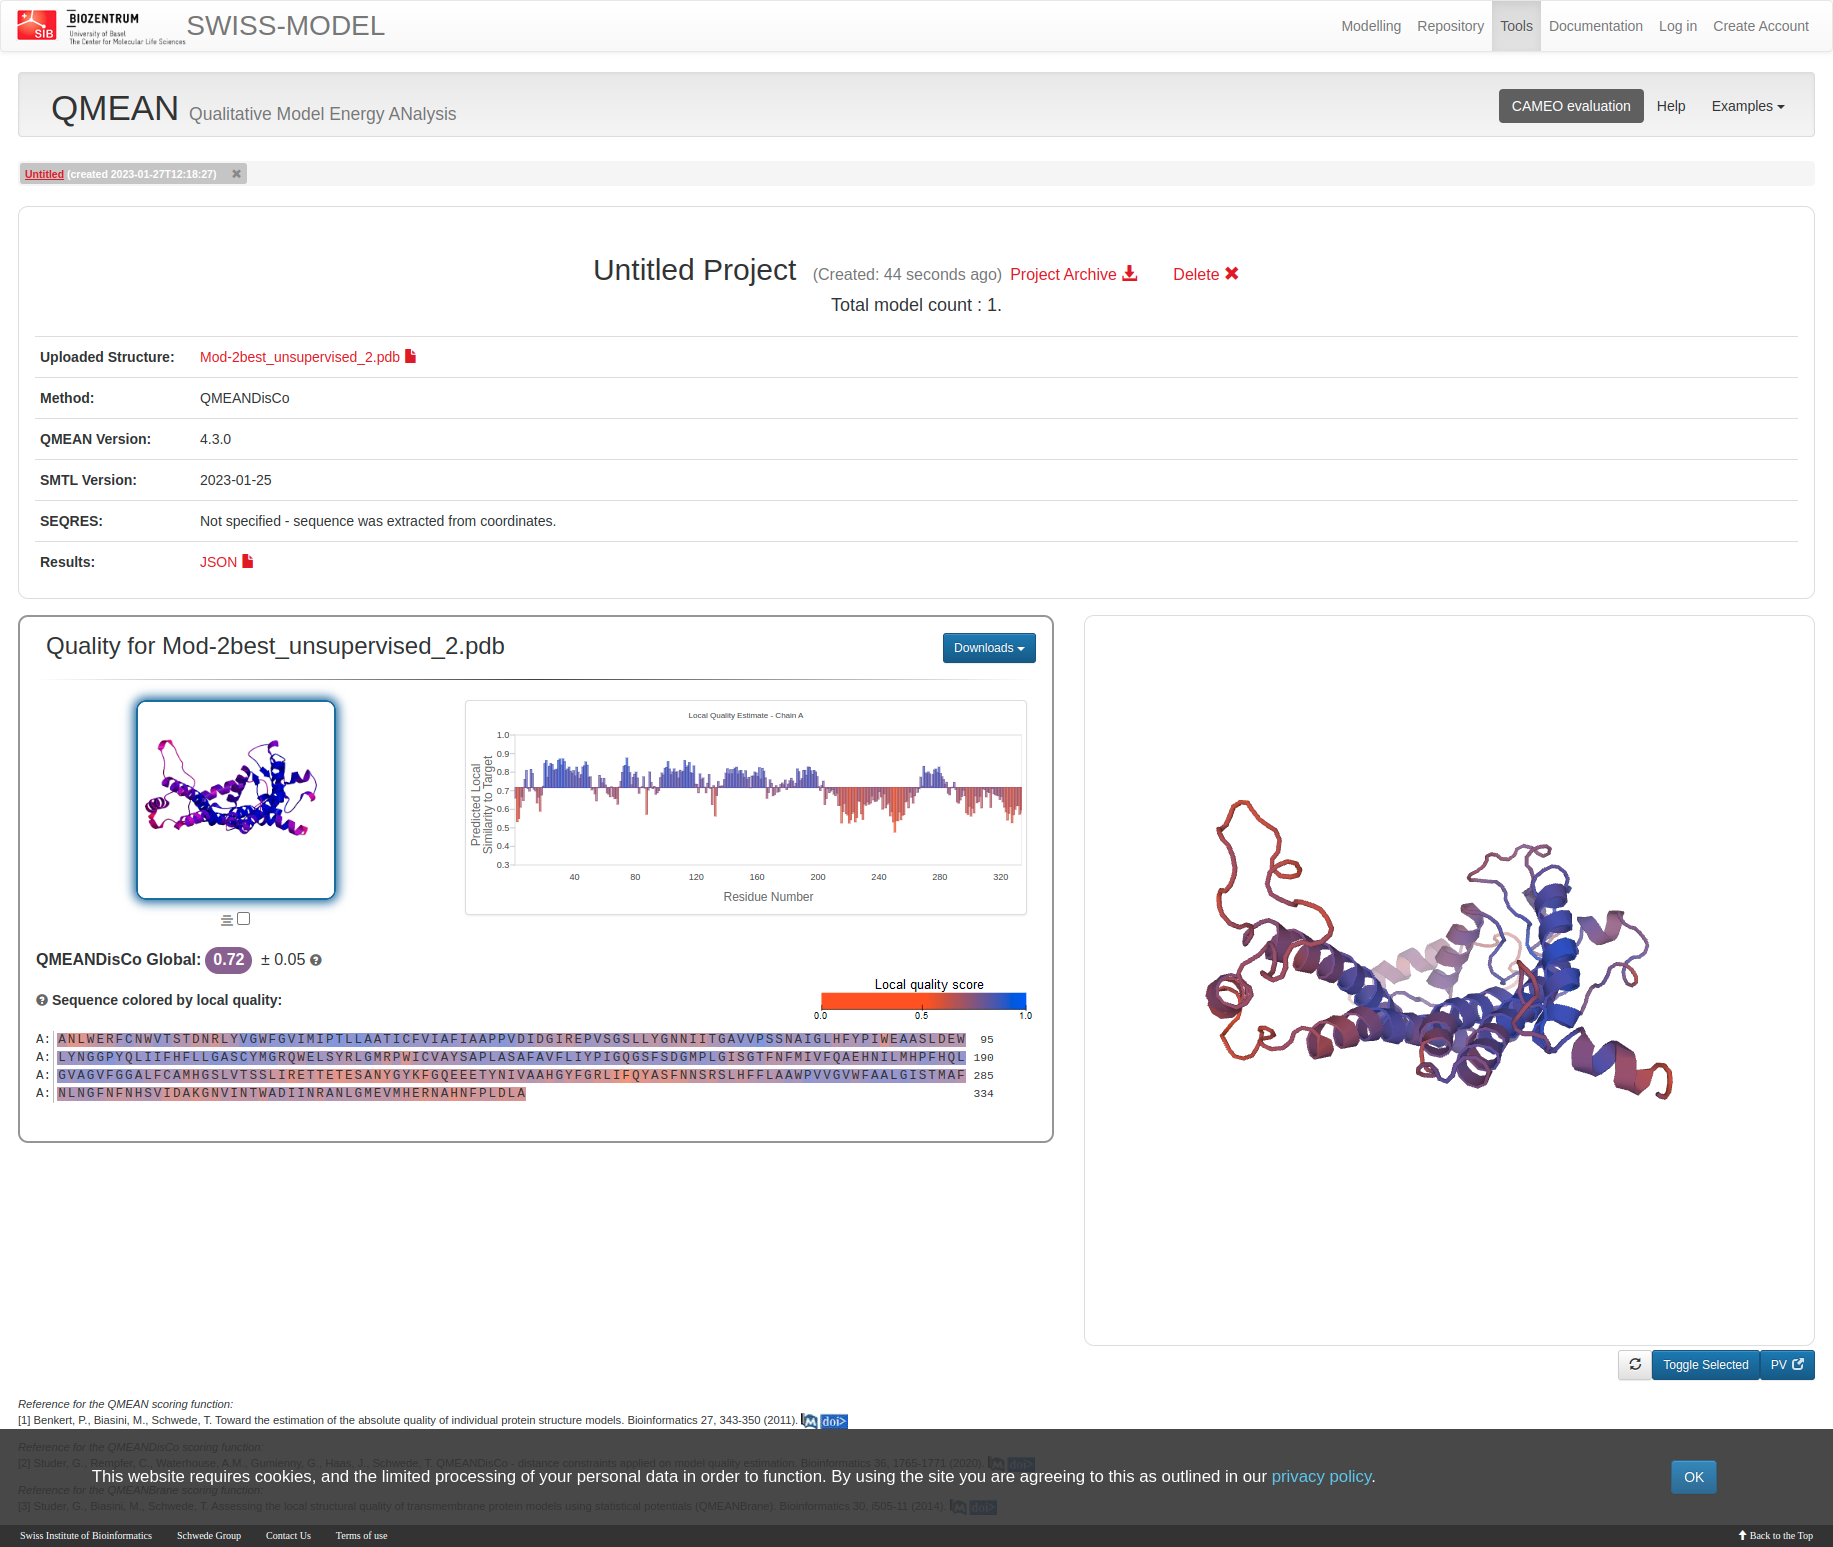 SIB
BIOZENTRUM
University of Basel
The Center for Molecular Life Sciences
SWISS-MODEL
Modelling Repository Tools Documentation Log in Create Account
QMEAN Qualitative Model Energy ANalysis
CAMEO evaluation Help Examples
Untitled (created 2023-01-27T12:18:27)
Untitled Project (Created: 44 seconds ago) Project Archive Delete
Total model count : 1.
Uploaded Structure: Mod-2best_unsupervised_2.pdb
Method: QMEANDisCo
QMEAN Version: 4.3.0
SMTL Version: 2023-01-25
SEQRES: Not specified - sequence was extracted from coordinates.
Results: JSON
Quality for Mod-2best_unsupervised_2.pdb
Downloads
Local Quality Estimate - Chain A
Predicted Local
Similarity to Target
1.0
0.9
0.8
0.7
0.6
0.5
0.4
0.3
40 80 120 160 200 240 280 320
Residue Number
QMEANDisCo Global: 0.72 ± 0.05
Sequence colored by local quality:
Local quality score
0.0 0.5 1.0
A: ANLWERFCNWVTSTDNRLYVGWFGVIMIPTLLAATICFVIAFIAAPPVDIDGIREPVSGSLLYGNNIITGAVVPSSNAIGLHFYPIWEAASLDEW 95
A: LYNGGPYQLIIFHFLLGASCYMGRQWELSYRLGMRPWICVAYSAPLASAFAVFLIYPIGQGSFSDGMPLGISGTFNFMIVFQAEHNILMHPFHQL 190
A: GVAGVFGGALFCAMHGSLVTSSLIRETTETESANYGYKFGQEEETYNIVAAHGYFGRLIFQYASFNNSRSLHFFLAAWPVVGVWFAALGISTMAF 285
A: NLNGFNFNHSVIDAKGNVINTWADIINRANLGMEVMHERNAHNFPLDLA 334
Toggle Selected PV
Reference for the QMEAN scoring function:
[1] Benkert, P., Biasini, M., Schwede, T. Toward the estimation of the absolute quality of individual protein structure models. Bioinformatics 27, 343-350 (2011). M doi>
Reference for the QMEANDisCo scoring function:
[2] Studer, G., Rempfer, C., Waterhouse, A.M., Gumienny, G., Haas, J., Schwede, T. QMEANDisCo - distance constraints applied on model quality estimation. Bioinformatics 36, 1765-1771 (2020). M doi>
This website requires cookies, and the limited processing of your personal data in order to function. By using the site you are agreeing to this as outlined in our privacy policy.
OK
Reference for the QMEANBrane scoring function:
[3] Studer, G., Biasini, M., Schwede, T. Assessing the local structural quality of transmembrane protein models using statistical potentials (QMEANBrane). Bioinformatics 30, i505-11 (2014). M doi>
Swiss Institute of Bioinformatics Schwede Group Contact Us Terms of use
Back to the Top